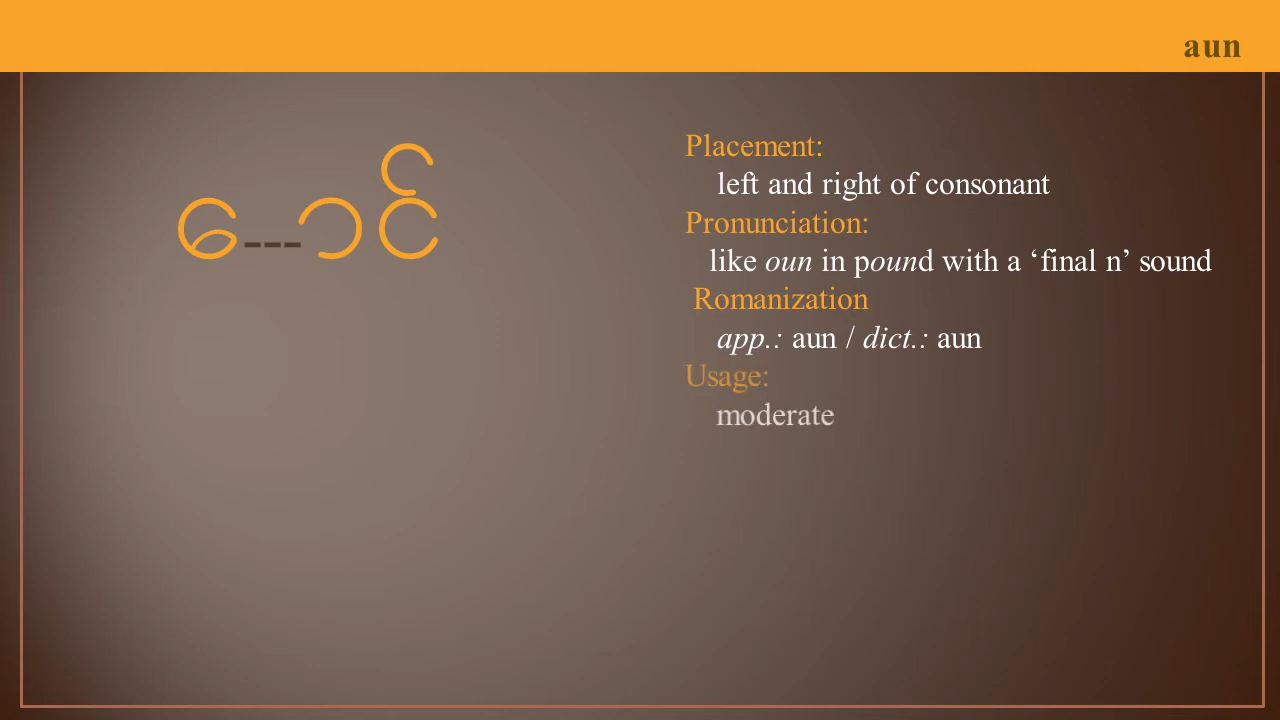 aun
ေ---ာင်
Placement:
left and right of consonant
Pronunciation:
like oun in pound with a ‘final n’ sound
Romanization
app.: aun / dict.: aun
Usage:
moderate